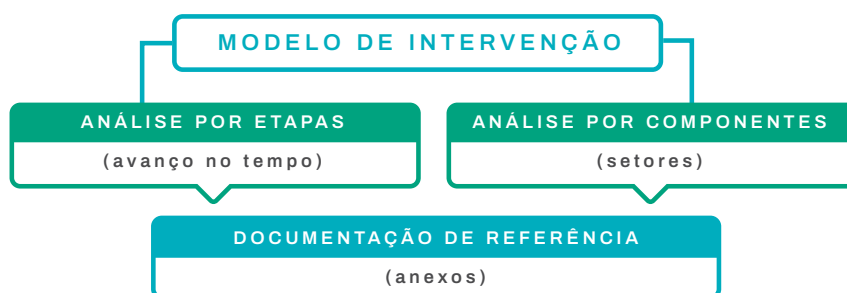 MODELO DE INTERVENÇÃO
ANÁLISE POR ETAPAS
(avanço no tempo)
ANÁLISE POR COMPONENTES
(setores)
DOCUMENTAÇÃO DE REFERÊNCIA
(anexos)